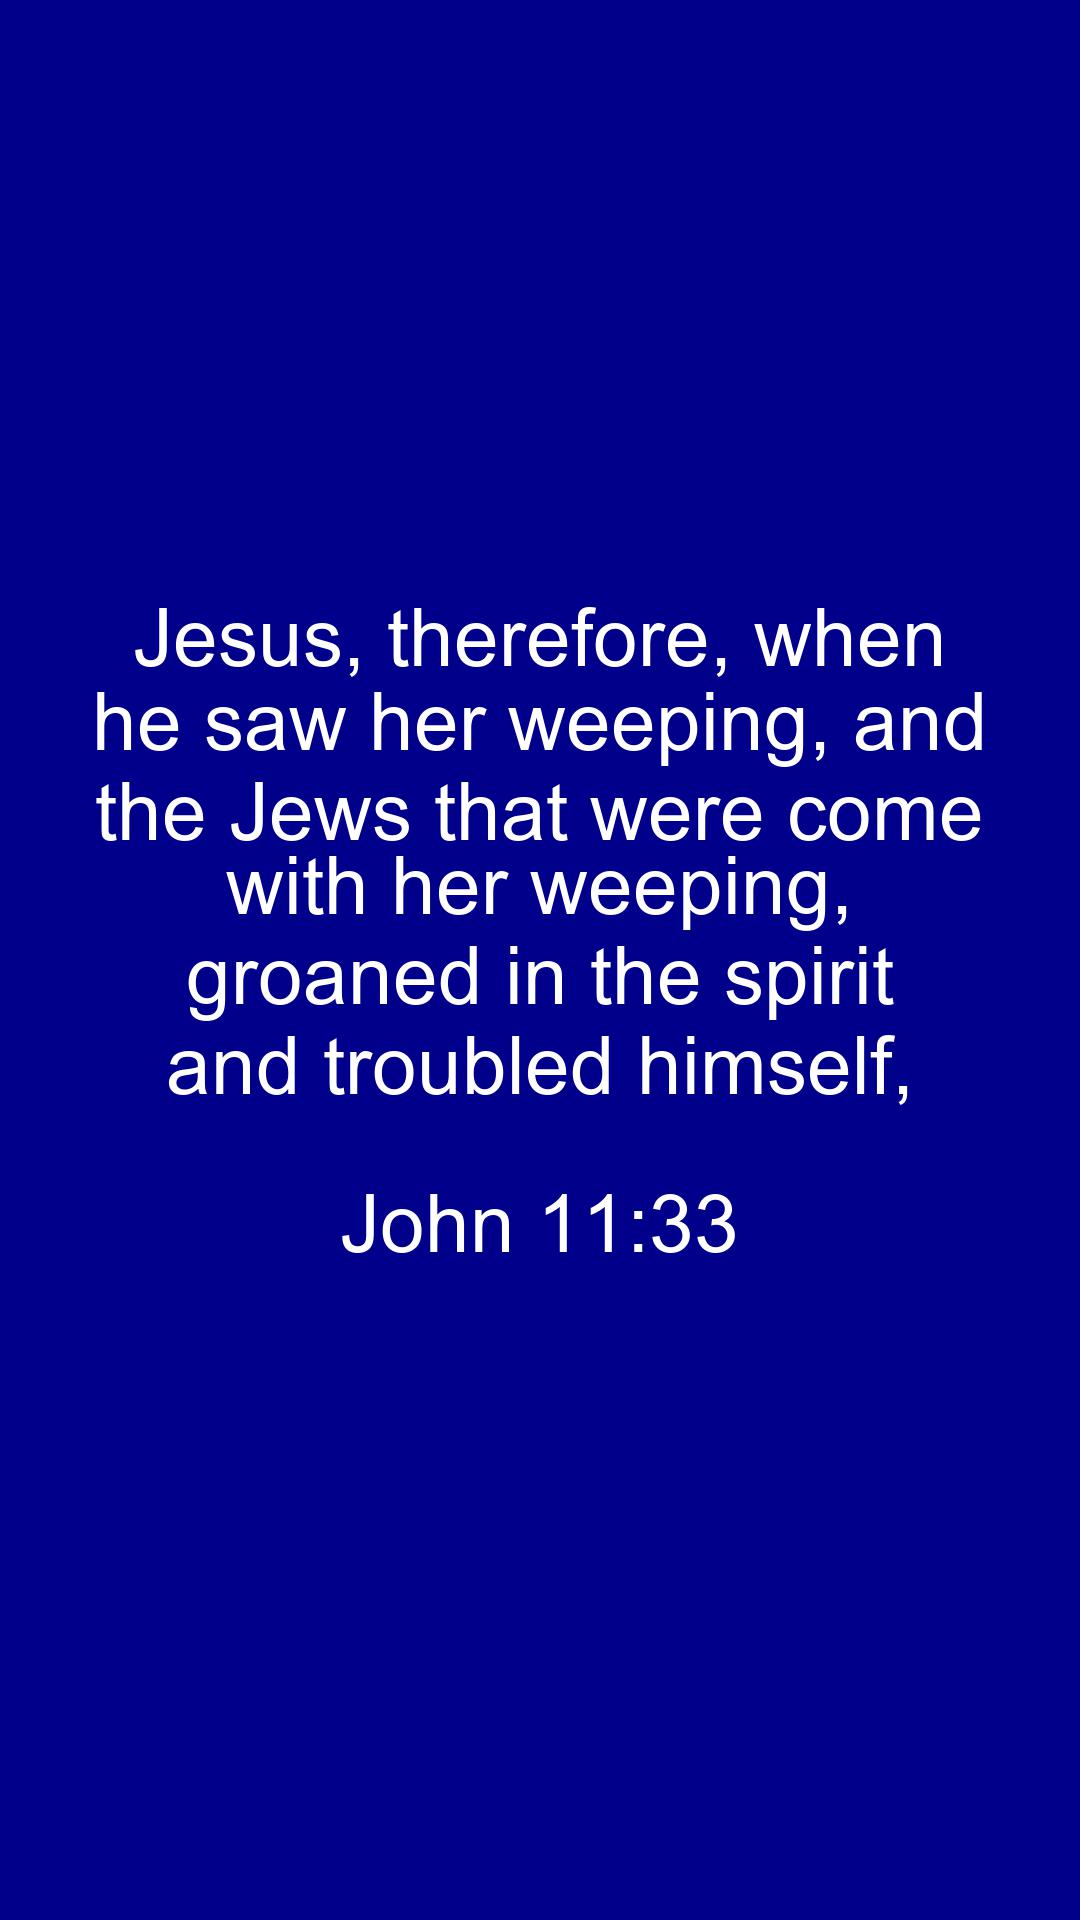 Jesus, therefore, when
he saw her weeping, and
the Jews that were come
with her weeping,
groaned in the spirit
and troubled himself,
John 11:33